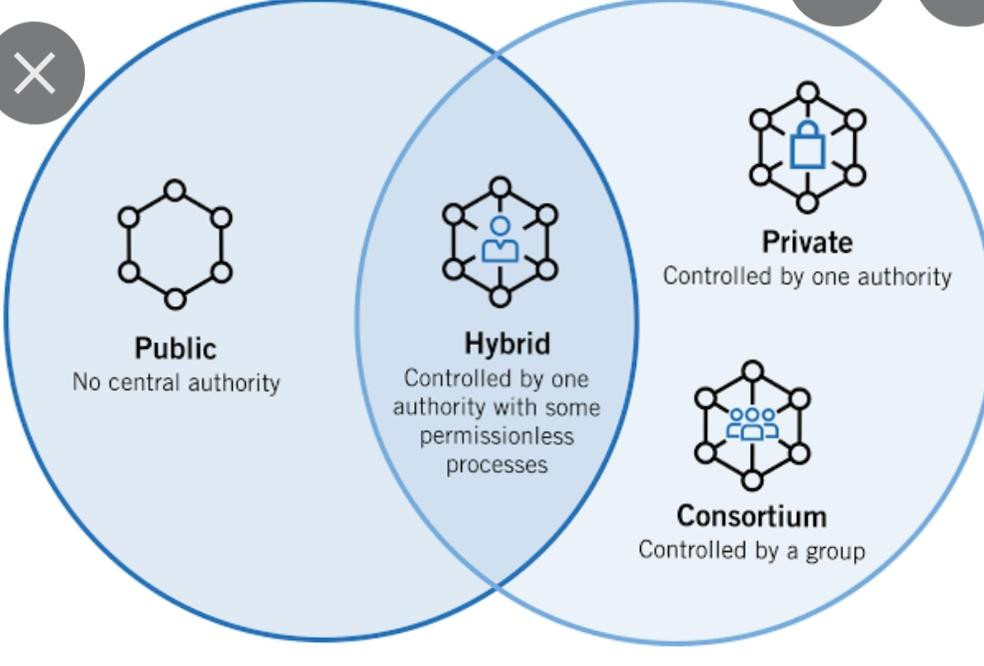 Public
No central authority
Hybrid
Controlled by one
authority with some
permissionless
processes
Private
Controlled by one authority
Consortium
Controlled by a group